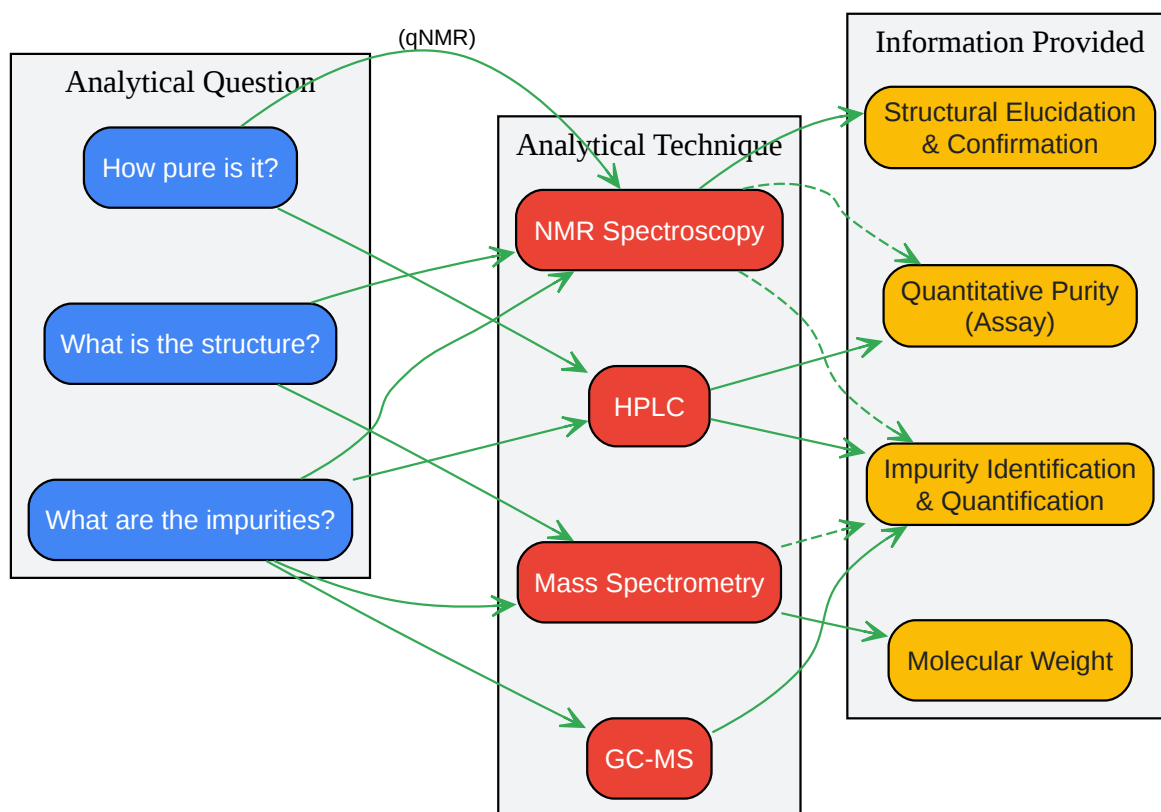 (qNMR)
Analytical Question
How pure is it?
What is the structure?
What are the impurities?
Analytical Technique
NMR Spectroscopy
HPLC
Mass Spectrometry
GC-MS
Information Provided
Structural Elucidation
& Confirmation
Quantitative Purity
(Assay)
Impurity Identification
& Quantification
Molecular Weight